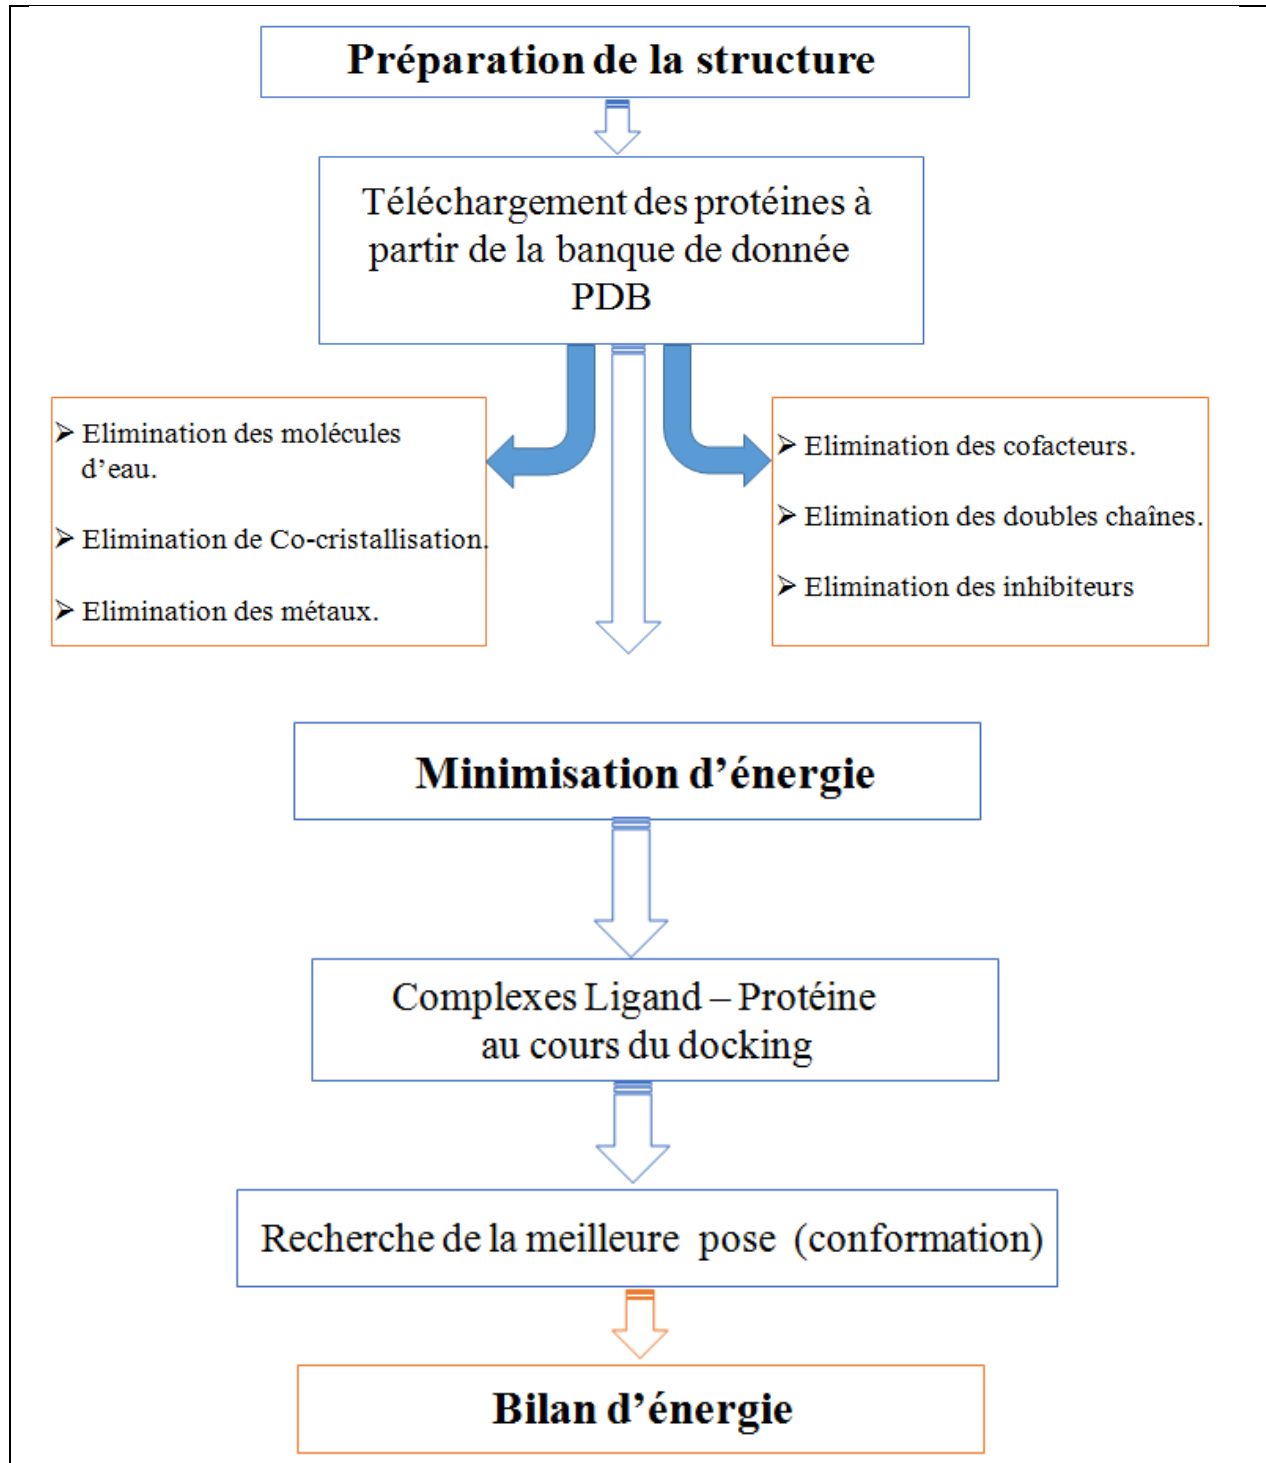 Préparation de la structure
Téléchargement des protéines à
partir de la banque de donnée
PDB
➤ Elimination des molécules
d’eau.
➤ Elimination de Co-cristallisation.
➤ Elimination des métaux.
➤ Elimination des cofacteurs.
➤ Elimination des doubles chaînes.
➤ Elimination des inhibiteurs
Minimisation d’énergie
Complexes Ligand – Protéine
au cours du docking
Recherche de la meilleure pose (conformation)
Bilan d’énergie